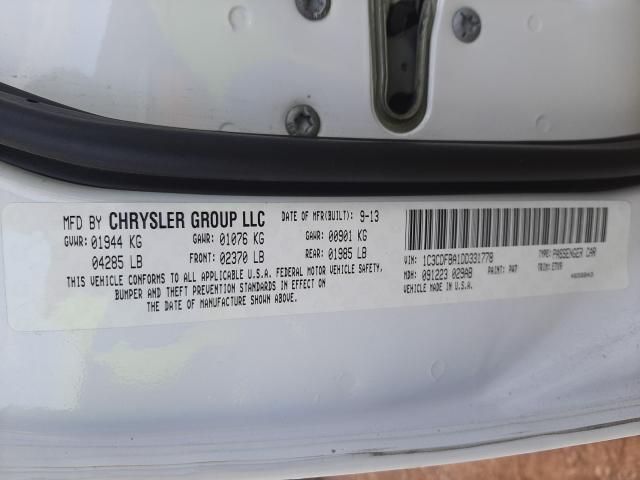 MFD BY CHRYSLER GROUP LLC DATE OF MFR(BUILT): 9-13
GVWR:01944 KG GAWR:01076 KG GAWR:00901 KG
04285 LB FRONT:02370 LB REAR:01985 LB
THIS VEHICLE CONFORMS TO ALL APPLICABLE U.S.A. FEDERAL MOTOR VEHICLE SAFETY,
BUMPER AND THEFT PREVENTION STANDARDS IN EFFECT ON
THE DATE OF MANUFACTURE SHOWN ABOVE.
VIN: 1C3CDFBA1DD331778 TYPE: PASSENGER CAR
MDH: 091223 029AB PAINT: PW7 TRIM:
VEHICLE MADE IN U.S.A.